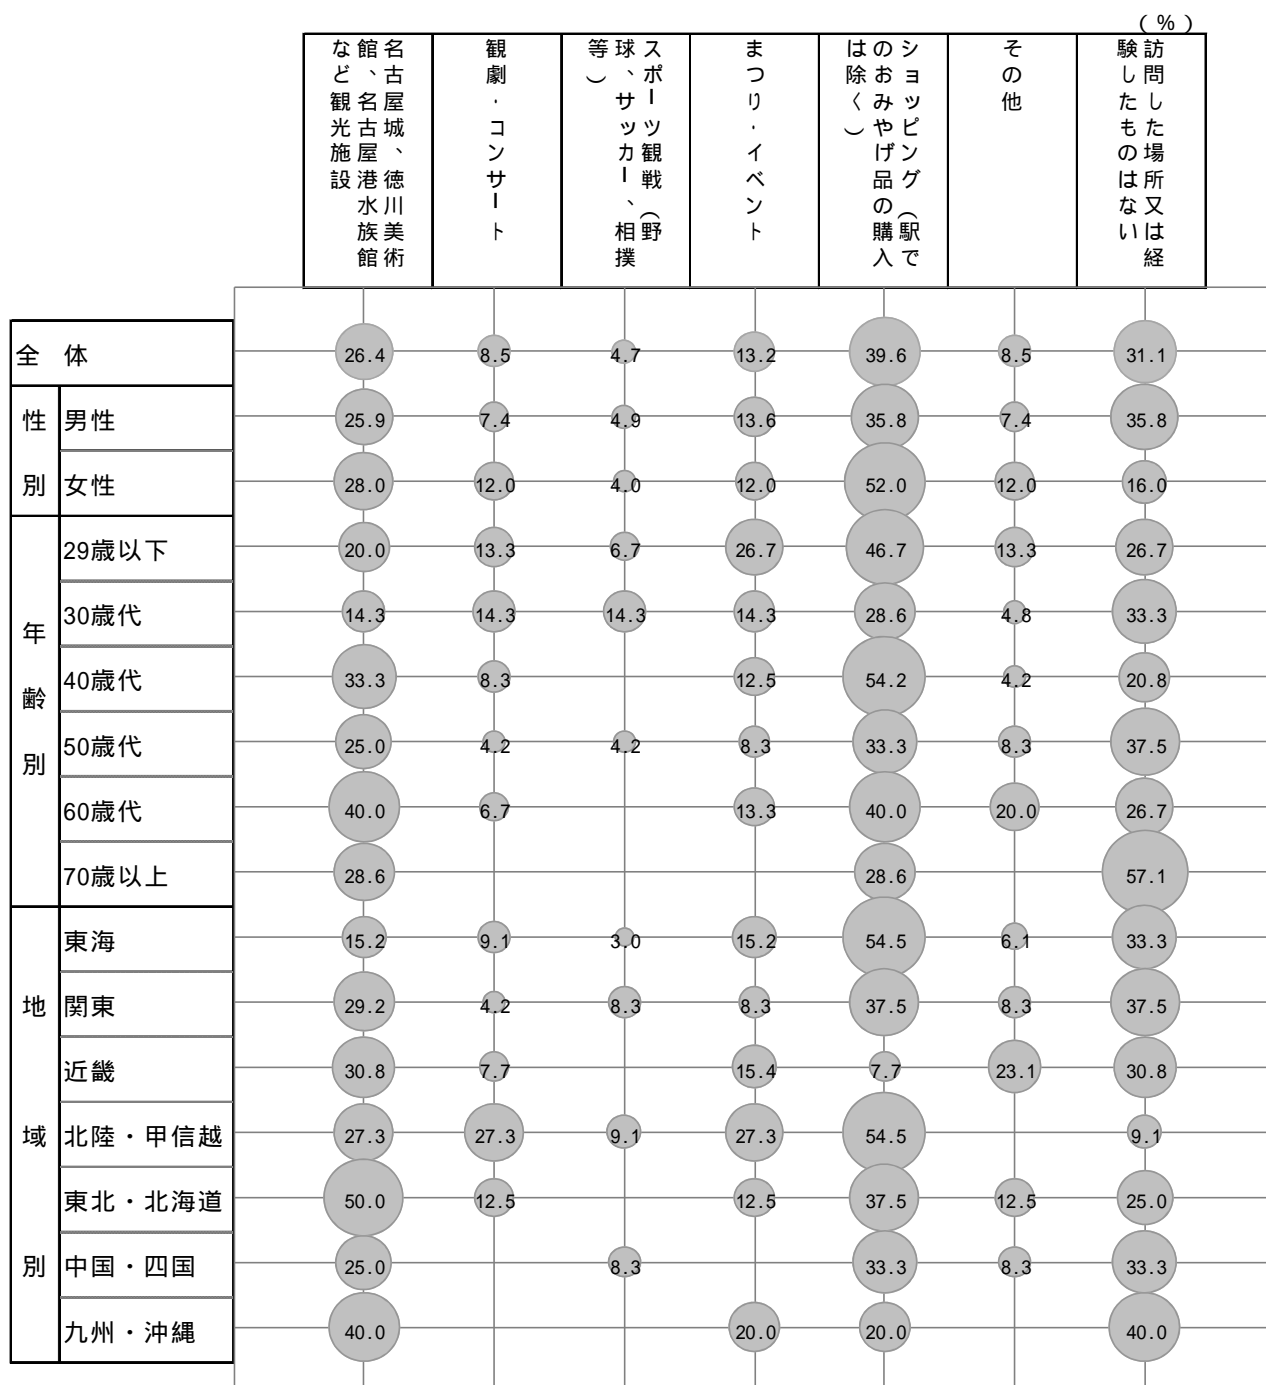 (%)
名古屋城、徳川美術
館、名古屋港水族館
など観光施設
観劇・コンサート
スポーツ観戦(野
球、サッカー、相撲
等)
まつり・イベント
ショッピング(駅で
のおみやげ品の購入
は除く)
その他
訪問した場所又は経
験したものはない
全 体 26.4 8.5 4.7 13.2 39.6 8.5 31.1
性別
男性 25.9 7.4 4.9 13.6 35.8 7.4 35.8
女性 28.0 12.0 4.0 12.0 52.0 12.0 16.0
年齢別
29歳以下 20.0 13.3 6.7 26.7 46.7 13.3 26.7
30歳代 14.3 14.3 14.3 14.3 28.6 4.8 33.3
40歳代 33.3 8.3 12.5 54.2 4.2 20.8
50歳代 25.0 4.2 4.2 8.3 33.3 8.3 37.5
60歳代 40.0 6.7 13.3 40.0 20.0 26.7
70歳以上 28.6 28.6 57.1
地域別
東海 15.2 9.1 3.0 15.2 54.5 6.1 33.3
関東 29.2 4.2 8.3 8.3 37.5 8.3 37.5
近畿 30.8 7.7 15.4 7.7 23.1 30.8
北陸・甲信越 27.3 27.3 9.1 27.3 54.5 9.1
東北・北海道 50.0 12.5 12.5 37.5 12.5 25.0
中国・四国 25.0 8.3 33.3 8.3 33.3
九州・沖縄 40.0 20.0 20.0 40.0